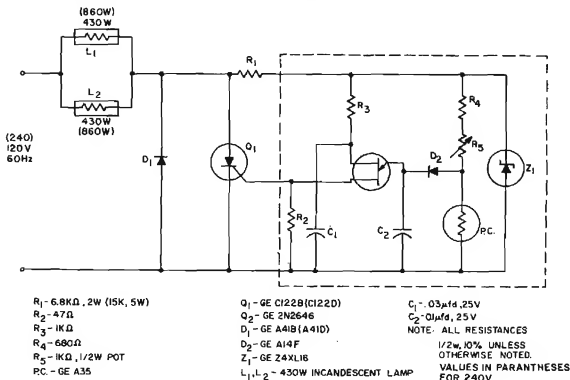 (860W)
430W
L1
L2
430W
(860W)
(240)
120V
60Hz
D1
Q1
R1
R2
R3
C1
C2
D2
R4
R5
P.C.
Z1
R1-6.8KΩ, 2W (15K, 5W)
R2-47Ω
R3-1KΩ
R4-680Ω
R5-1KΩ, 1/2W POT
P.C.- GE A35
Q1-GE C122B(C122D)
Q2-GE 2N2646
D1-GE A41B(A41D)
D2-GE A14F
Z1-GE Z4XL16
L1,L2-430W INCANDESCENT LAMP
C1-.03µfd, 25V
C2-0.1µfd, 25V
NOTE: ALL RESISTANCES
1/2w, 10% UNLESS
OTHERWISE NOTED.
VALUES IN PARANTHESES
FOR 240V